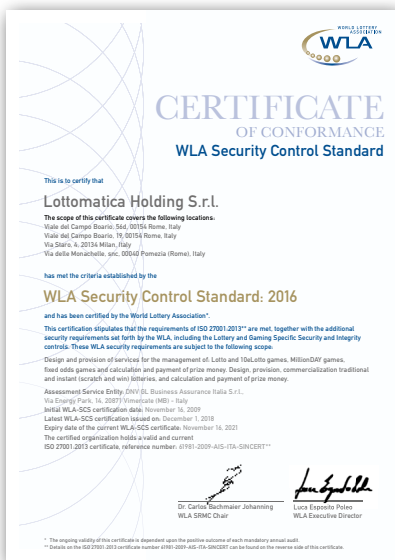 WORLD LOTTERY
ASSOCIATION
WLA
CERTIFICATE
OF CONFORMANCE
WLA Security Control Standard
This is to certify that
Lottomatica Holding S.r.l.
The scope of this certificate covers the following locations:
Viale del Campo Boario, 56d, 00154 Rome, Italy
Viale del Campo Boario, 19, 00154 Rome, Italy
Via Staro, 4, 20134 Milan, Italy
Via delle Monachelle, snc, 00040 Pomezia (Rome), Italy
has met the criteria established by the
WLA Security Control Standard: 2016
and has been certified by the World Lottery Association*.
This certification stipulates that the requirements of ISO 27001:2013** are met, together with the additional
security requirements set forth by the WLA, including the Lottery and Gaming Specific Security and Integrity
controls. These WLA security requirements are subject to the following scope.
Design and provision of services for the management of: Lotto and 10eLotto games, MillionDAY games,
fixed odds games and calculation and payment of prize money. Design, provision, commercialization traditional
and instant (scratch and win) lotteries, and calculation and payment of prize money.
Assessment Service Entity: DNV GL Business Assurance Italia S.r.l.,
Via Energy Park, 14, 20871 Vimercate (MB) - Italy
Initial WLA-SCS certification date: November 16, 2009
Latest WLA-SCS certification issued on: December 1, 2018
Expiry date of the current WLA-SCS certificate: November 16, 2021
The certified organization holds a valid and current
ISO 27001:2013 certificate, reference number: 61981-2009-AIS-ITA-SINCERT**
Dr. Carlos Bachmaier Johanning
WLA SRMC Chair
Luca Esposito Poleo
WLA Executive Director
* The ongoing validity of this certificate is dependent upon the positive outcome of each mandatory annual audit.
** Details on the ISO 27001:2013 certificate number 61981-2009-AIS-ITA-SINCERT can be found on the reverse side of this certificate.